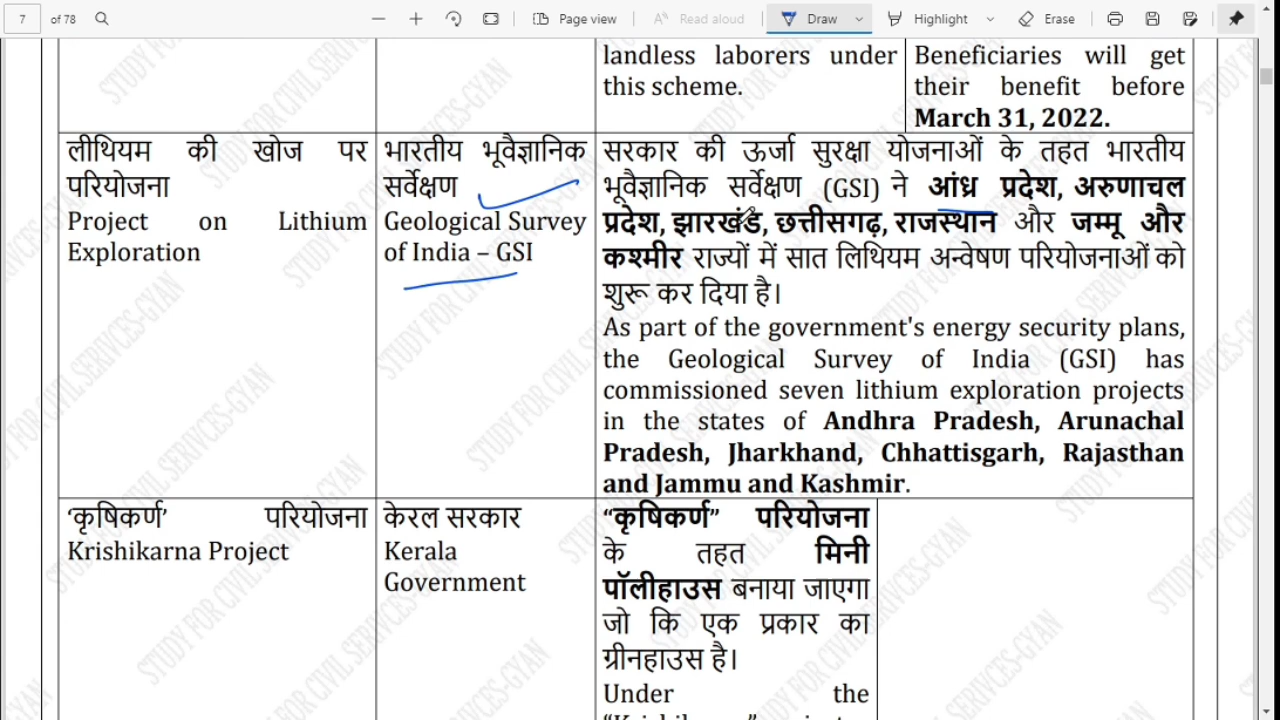 7 of 78 Page view Read aloud Draw Highlight Erase
landless laborers under
this scheme.
Beneficiaries will get
their benefit before
March 31, 2022.
लीथियम की खोज पर
परियोजना
Project on Lithium
Exploration
भारतीय भूवैज्ञानिक
सर्वेक्षण
Geological Survey
of India – GSI
सरकार की ऊर्जा सुरक्षा योजनाओं के तहत भारतीय
भूवैज्ञानिक सर्वेक्षण (GSI) ने आंध्र प्रदेश, अरुणाचल
प्रदेश, झारखंड, छत्तीसगढ़, राजस्थान और जम्मू और
कश्मीर राज्यों में सात लिथियम अन्वेषण परियोजनाओं को
शुरू कर दिया है।
As part of the government's energy security plans,
the Geological Survey of India (GSI) has
commissioned seven lithium exploration projects
in the states of Andhra Pradesh, Arunachal
Pradesh, Jharkhand, Chhattisgarh, Rajasthan
and Jammu and Kashmir.
‘कृषिकर्ण’ परियोजना
Krishikarna Project
केरल सरकार
Kerala
Government
“कृषिकर्ण” परियोजना
के तहत मिनी
पॉलीहाउस बनाया जाएगा
जो कि एक प्रकार का
ग्रीनहाउस है।
Under the
STUDY FOR CIVIL SERIVCES-GYAN